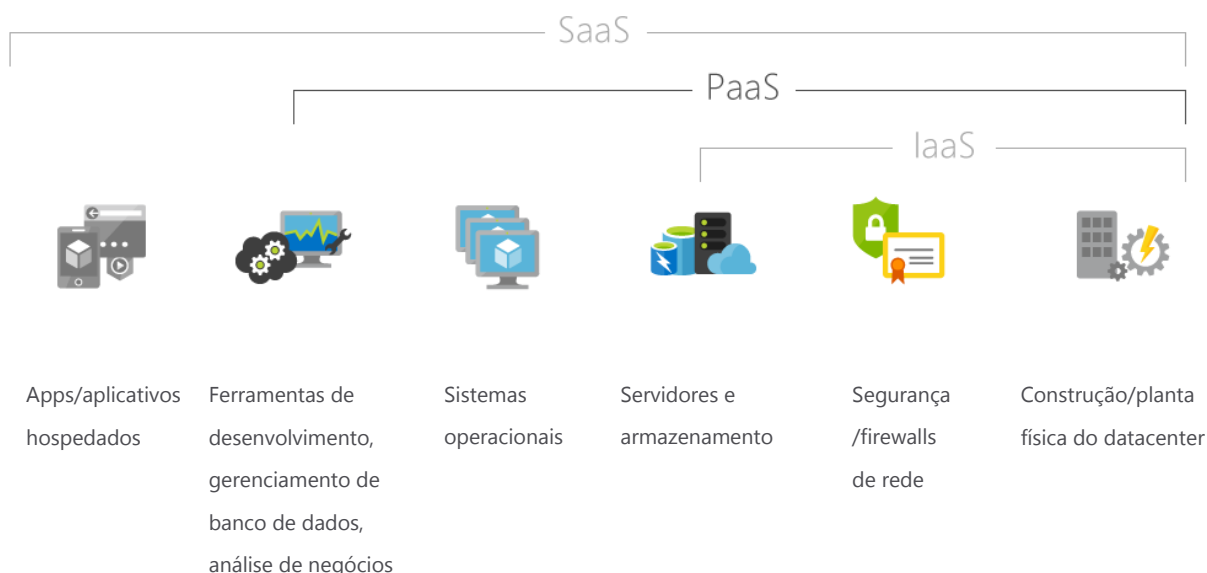 SaaS
PaaS
IaaS
Apps/aplicativos
hospedados
Ferramentas de
desenvolvimento,
gerenciamento de
banco de dados,
análise de negócios
Sistemas
operacionais
Servidores e
armazenamento
Segurança
/firewalls
de rede
Construção/planta
física do datacenter